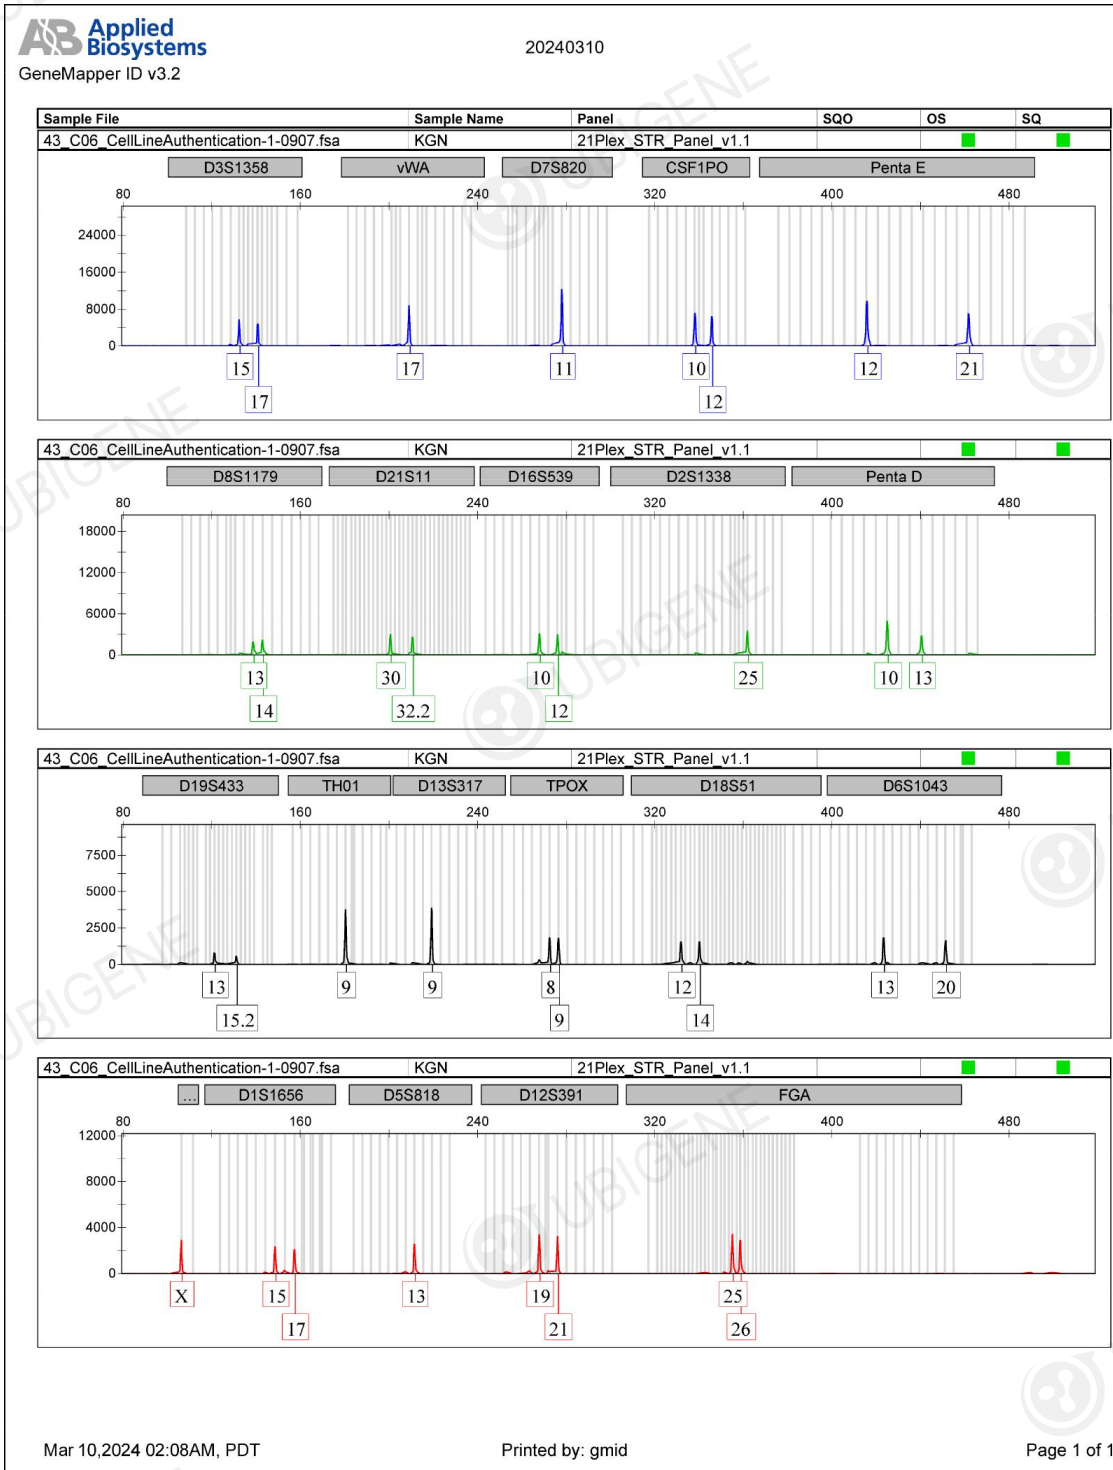 AB Applied
Biosystems
20240310
GeneMapper ID v3.2
Sample File Sample Name Panel SQO OS SQ
43_C06_CellLineAuthentication-1-0907.fsa KGN 21Plex_STR_Panel_v1.1
D3S1358 vWA D7S820 CSF1PO Penta E
80 160 240 320 400 480
24000
16000
8000
0
15 17 11 10 12 21
17 12
43_C06_CellLineAuthentication-1-0907.fsa KGN 21Plex_STR_Panel_v1.1
D8S1179 D21S11 D16S539 D2S1338 Penta D
80 160 240 320 400 480
18000
12000
6000
0
13 30 10 25 10 13
14 32.2 12
43_C06_CellLineAuthentication-1-0907.fsa KGN 21Plex_STR_Panel_v1.1
D19S433 TH01 D13S317 TPOX D18S51 D6S1043
80 160 240 320 400 480
7500
5000
2500
0
13 9 9 8 12 13 20
15.2 9 14
43_C06_CellLineAuthentication-1-0907.fsa KGN 21Plex_STR_Panel_v1.1
... D1S1656 D5S818 D12S391 FGA
80 160 240 320 400 480
12000
8000
4000
0
X 15 13 19 25
17 21 26
Mar 10,2024 02:08AM, PDT Printed by: gmid Page 1 of 1
UBIGENE
UBIGENE
UBIGENE
UBIGENE
UBIGENE